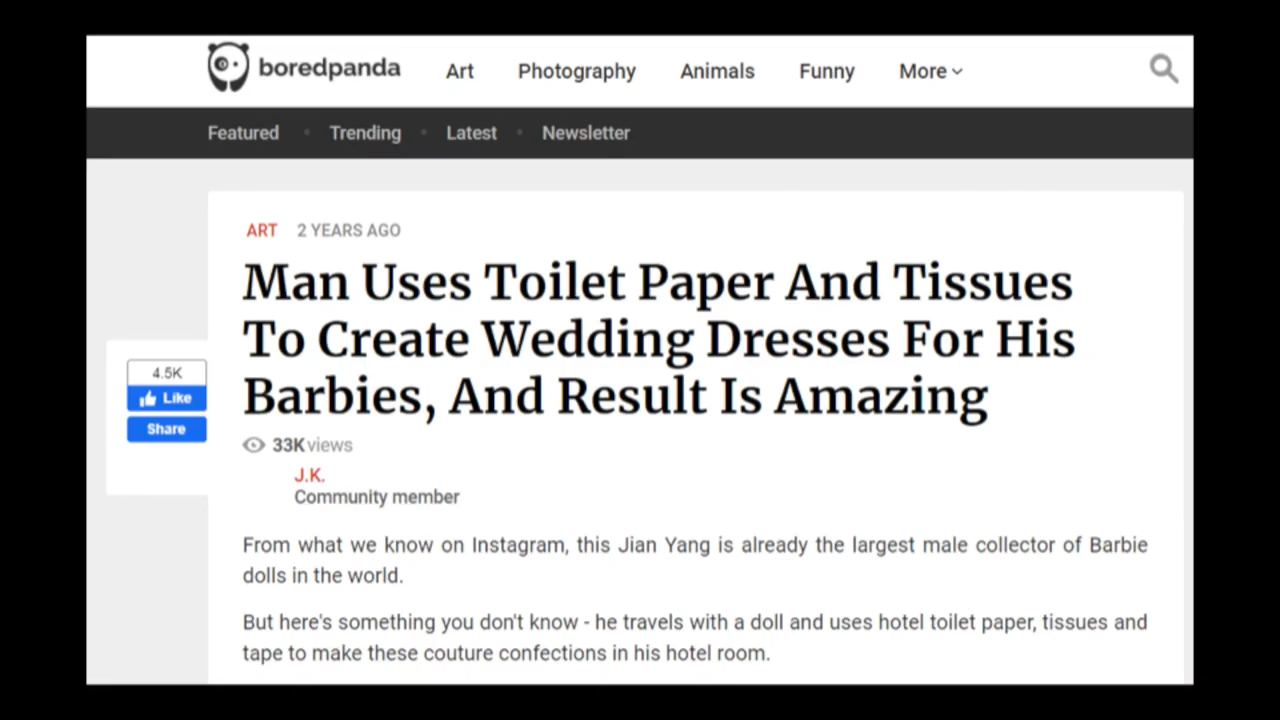 boredpanda Art Photography Animals Funny More
Featured • Trending • Latest • Newsletter
ART 2 YEARS AGO
Man Uses Toilet Paper And Tissues
To Create Wedding Dresses For His
Barbies, And Result Is Amazing
4.5K
Like
Share
33K views
J.K.
Community member
From what we know on Instagram, this Jian Yang is already the largest male collector of Barbie
dolls in the world.
But here's something you don't know - he travels with a doll and uses hotel toilet paper, tissues and
tape to make these couture confections in his hotel room.